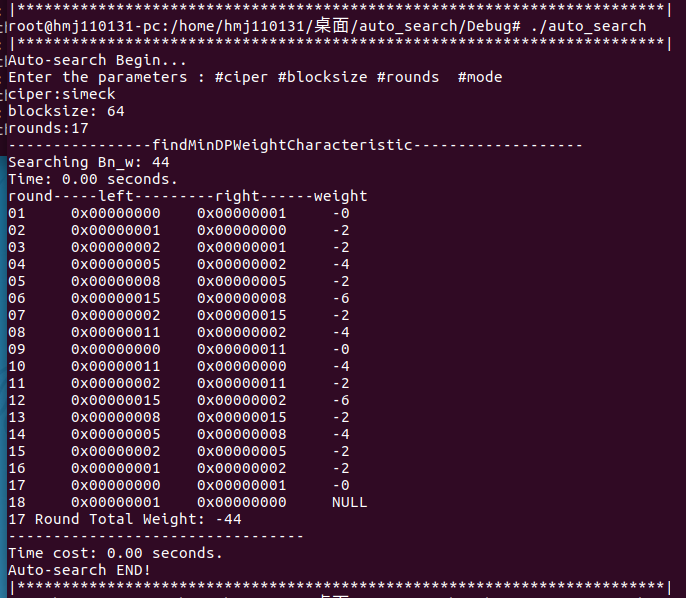 |*************************************************************************|
root@hmj110131-pc:/home/hmj110131/桌面/auto_search/Debug# ./auto_search
|*************************************************************************|
Auto-search Begin...
Enter the parameters : #ciper #blocksize #rounds  #mode
ciper:simeck
blocksize: 64
rounds:17
----------------findMinDPWeightCharacteristic-------------------
Searching Bn_w: 44
Time: 0.00 seconds.
round-----left---------right------weight
01     0x00000000    0x00000001     -0
02     0x00000001    0x00000000     -2
03     0x00000002    0x00000001     -2
04     0x00000005    0x00000002     -4
05     0x00000008    0x00000005     -2
06     0x00000015    0x00000008     -6
07     0x00000002    0x00000015     -2
08     0x00000011    0x00000002     -4
09     0x00000000    0x00000011     -0
10     0x00000011    0x00000000     -4
11     0x00000002    0x00000011     -2
12     0x00000015    0x00000002     -6
13     0x00000008    0x00000015     -2
14     0x00000005    0x00000008     -4
15     0x00000002    0x00000005     -2
16     0x00000001    0x00000002     -2
17     0x00000000    0x00000001     -0
18     0x00000001    0x00000000     NULL
17 Round Total Weight: -44
---------------------------------
Time cost: 0.00 seconds.
Auto-search END!
|*************************************************************************|